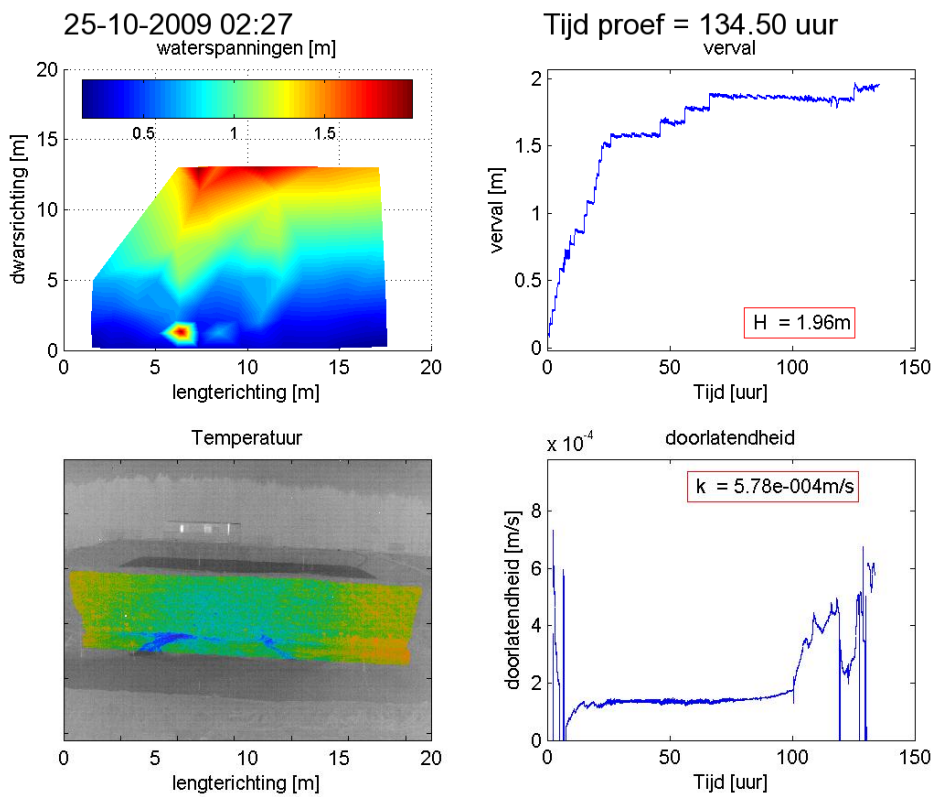 25-10-2009 02:27
Tijd proef = 134.50 uur
waterspanningen [m]
20
15
10
5
0
dwarsrichting [m]
0.5 1 1.5
0 5 10 15 20
lengterichting [m]
verval
2
1.5
1
0.5
0
verval [m]
H = 1.96m
0 50 100 150
Tijd [uur]
Temperatuur
0 5 10 15 20
lengterichting [m]
x 10-4
doorlatendheid
8
6
4
2
0
doorlatendheid [m/s]
k = 5.78e-004m/s
0 50 100 150
Tijd [uur]